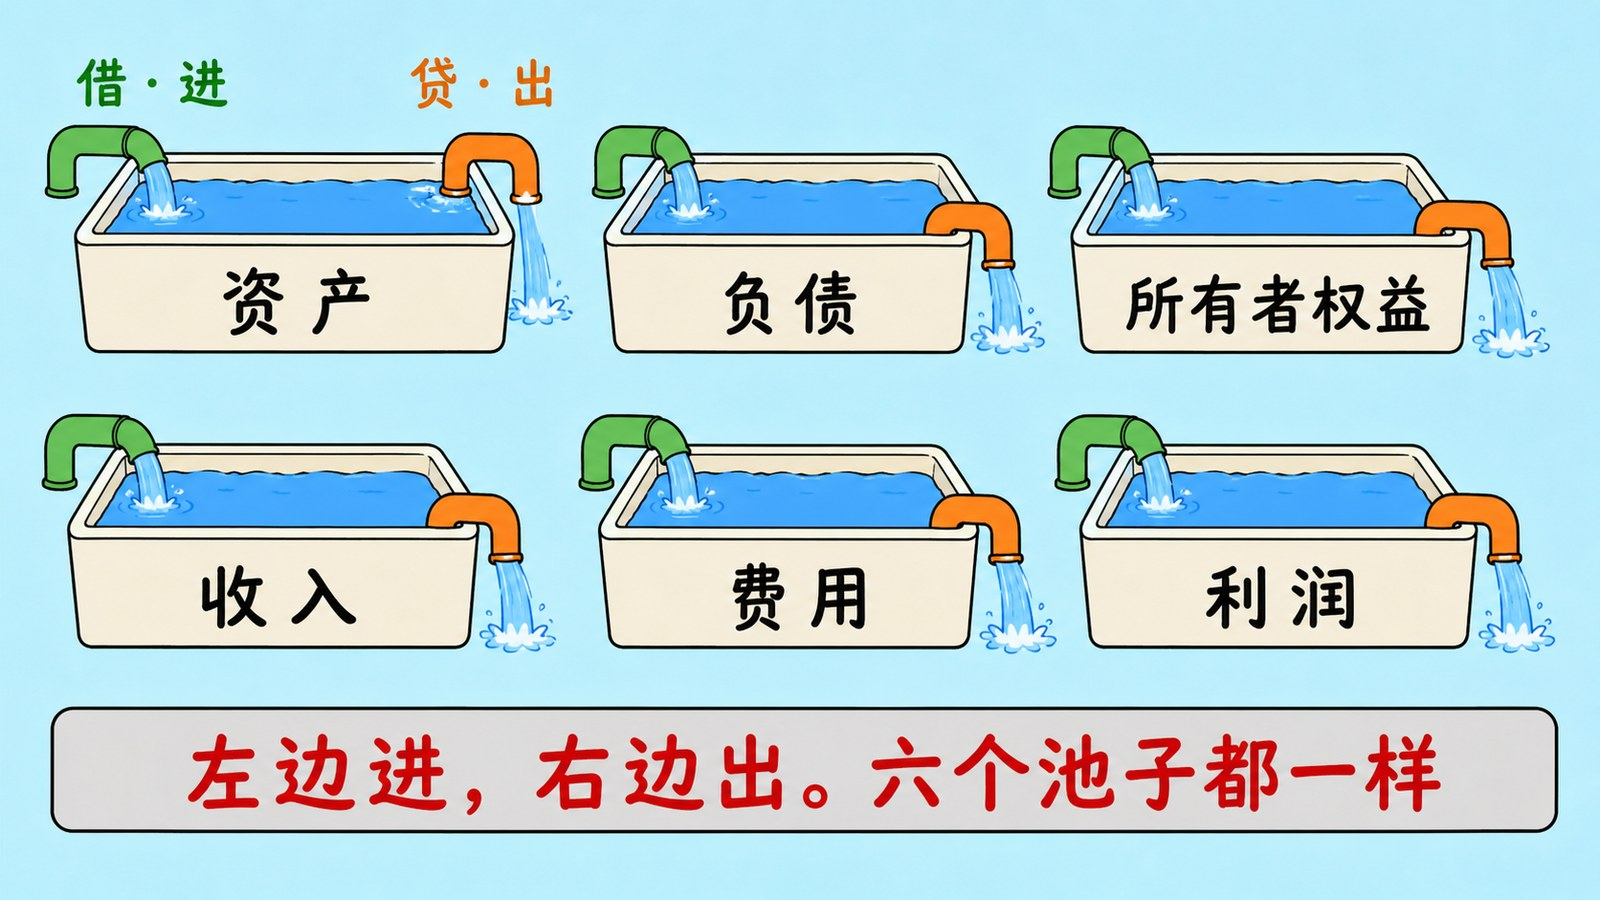 借·进
贷·出
资产
负债
所有者权益
收入
费用
利润
左边进，右边出。六个池子都一样